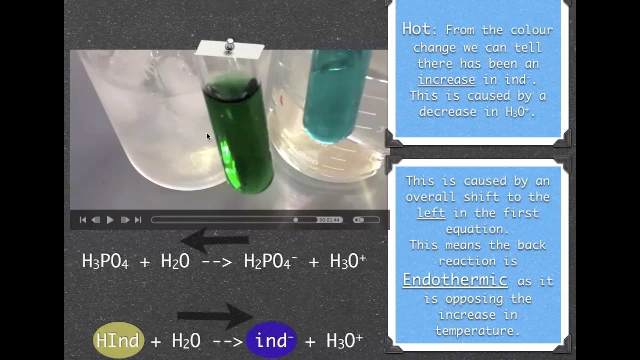 Hot: From the colour
change we can tell
there has been an
increase in ind⁻.
This is caused by a
decrease in H₃O⁺.
This is caused by an
overall shift to the
left in the first
equation.
This means the back
reaction is
Endothermic as it
is opposing the
increase in
temperature.
H₃PO₄ + H₂O --> H₂PO₄⁻ + H₃O⁺
HInd + H₂O --> ind⁻ + H₃O⁺